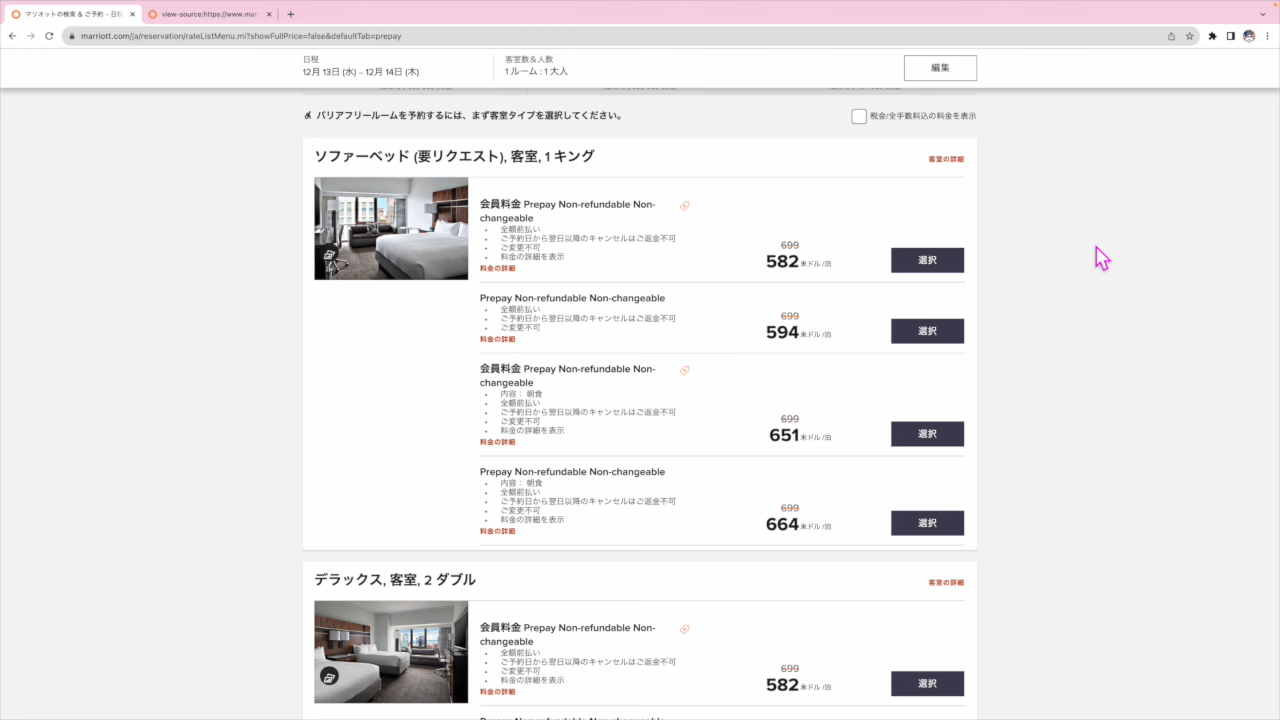 マリオットの検索 & ご予約 - 日程
view-source:https://www.mar
marriott.com/ja/reservation/rateListMenu.mi?showFullPrice=false&defaultTab=prepay
日程
12月 13日 (水) – 12月 14日 (木)
客室数＆人数
1 ルーム : 1 大人
編集
バリアフリールームを予約するには、まず客室タイプを選択してください。
税金/全手数料込の料金を表示
ソファーベッド (要リクエスト), 客室, 1 キング
客室の詳細
会員料金 Prepay Non-refundable Non-
changeable
• 全額前払い
• ご予約日から翌日以降のキャンセルはご返金不可
• ご変更不可
• 料金の詳細を表示
料金の詳細
699
582 米ドル /泊
選択
Prepay Non-refundable Non-changeable
• 全額前払い
• ご予約日から翌日以降のキャンセルはご返金不可
• ご変更不可
料金の詳細
699
594 米ドル /泊
選択
会員料金 Prepay Non-refundable Non-
changeable
• 内容： 朝食
• 全額前払い
• ご予約日から翌日以降のキャンセルはご返金不可
• ご変更不可
• 料金の詳細を表示
料金の詳細
699
651 米ドル /泊
選択
Prepay Non-refundable Non-changeable
• 内容： 朝食
• 全額前払い
• ご予約日から翌日以降のキャンセルはご返金不可
• ご変更不可
• 料金の詳細を表示
料金の詳細
699
664 米ドル /泊
選択
デラックス, 客室, 2 ダブル
客室の詳細
会員料金 Prepay Non-refundable Non-
changeable
• 全額前払い
• ご予約日から翌日以降のキャンセルはご返金不可
• ご変更不可
• 料金の詳細を表示
料金の詳細
699
582 米ドル /泊
選択